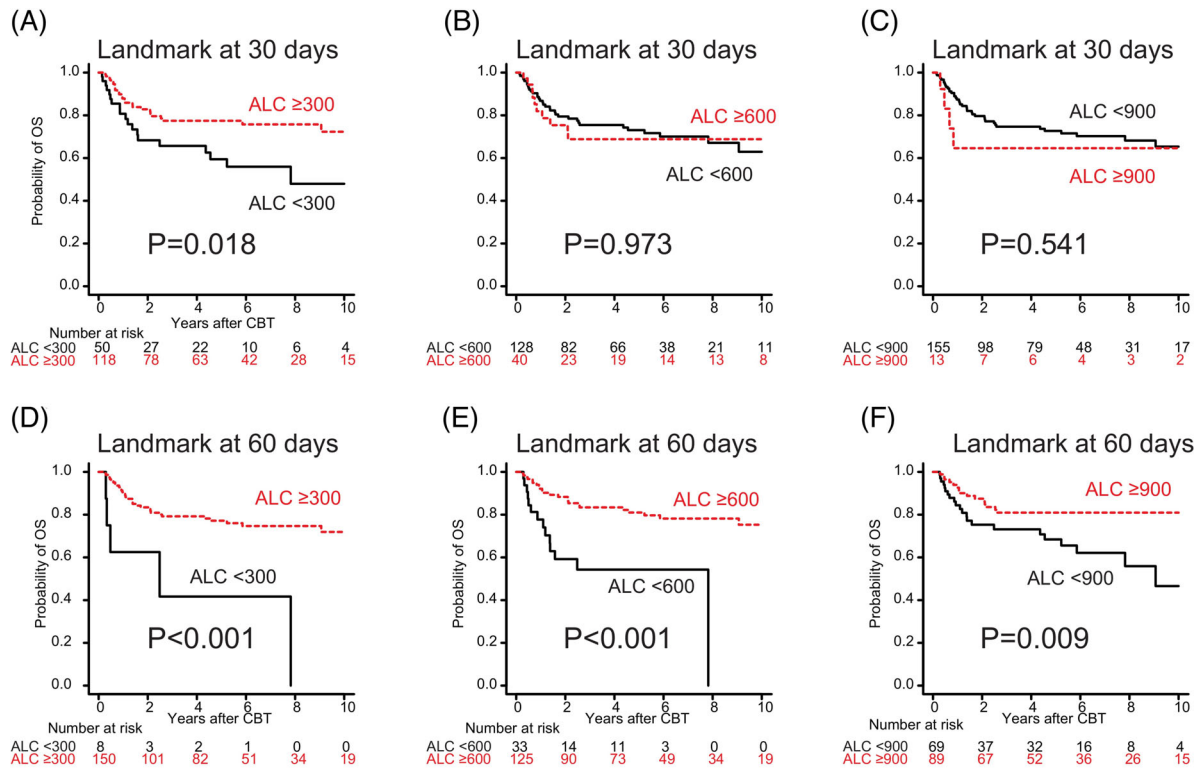 (A)
Landmark at 30 days
Probability of OS
1.0
0.8
0.6
0.4
0.2
0.0
ALC ≥300
ALC <300
P=0.018
0 2 4 6 8 10
Years after CBT
Number at risk
ALC <300 50 27 22 10 6 4
ALC ≥300 118 78 63 42 28 15
(B)
Landmark at 30 days
1.0
0.8
0.6
0.4
0.2
0.0
ALC ≥600
ALC <600
P=0.973
0 2 4 6 8 10
ALC <600 128 82 66 38 21 11
ALC ≥600 40 23 19 14 13 8
(C)
Landmark at 30 days
1.0
0.8
0.6
0.4
0.2
0.0
ALC <900
ALC ≥900
P=0.541
0 2 4 6 8 10
ALC <900 155 98 79 48 31 17
ALC ≥900 13 7 6 4 3 2
(D)
Landmark at 60 days
Probability of OS
1.0
0.8
0.6
0.4
0.2
0.0
ALC ≥300
ALC <300
P<0.001
0 2 4 6 8 10
Years after CBT
Number at risk
ALC <300 8 3 2 1 0 0
ALC ≥300 150 101 82 51 34 19
(E)
Landmark at 60 days
Probability of OS
1.0
0.8
0.6
0.4
0.2
0.0
ALC ≥600
ALC <600
P<0.001
0 2 4 6 8 10
Years after CBT
Number at risk
ALC <600 33 14 11 3 0 0
ALC ≥600 125 90 73 49 34 19
(F)
Landmark at 60 days
Probability of OS
1.0
0.8
0.6
0.4
0.2
0.0
ALC ≥900
ALC <900
P=0.009
0 2 4 6 8 10
Years after CBT
Number at risk
ALC <900 69 37 32 16 8 4
ALC ≥900 89 67 52 36 26 15